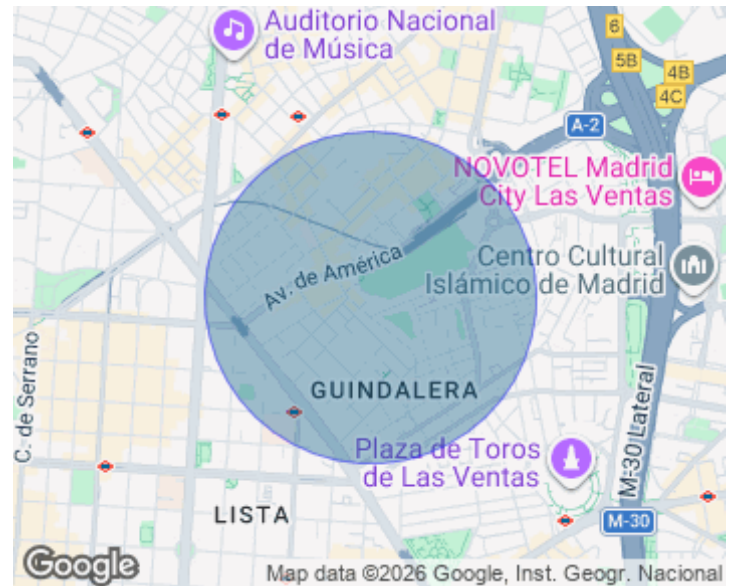 Auditorio Nacional
de Música
6
5B
4B
4C
A-2
NOVOTEL Madrid
City Las Ventas
Av. de América
Centro Cultural
Islámico de Madrid
C. de Serrano
GUINDALERA
Plaza de Toros
de Las Ventas
M-30 Lateral
LISTA
M-30
Google
Map data ©2026 Google, Inst. Geogr. Nacional